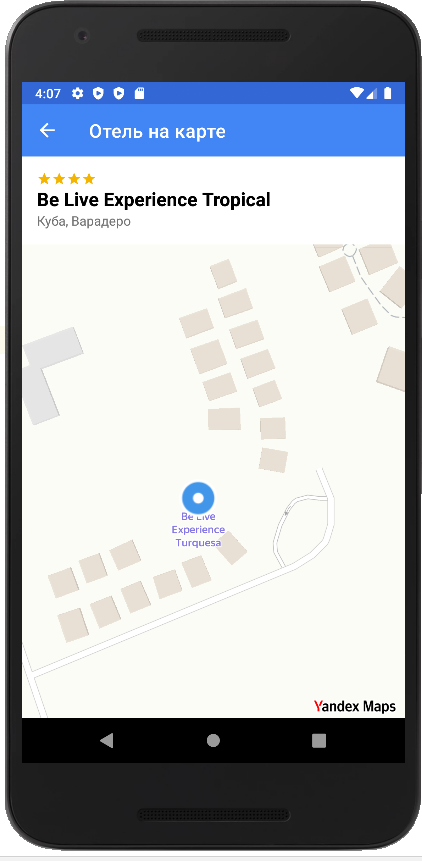 4:07
Отель на карте
Be Live Experience Tropical
Куба, Варадеро
Be Live
Experience
Turquesa
Yandex Maps